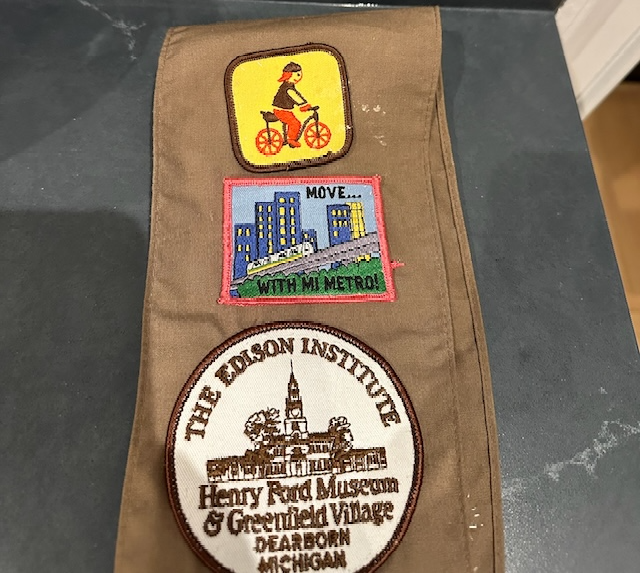 MOVE...
WITH MI METRO!
THE EDISON INSTITUTE
Henry Ford Museum
& Greenfield Village
DEARBORN
MICHIGAN